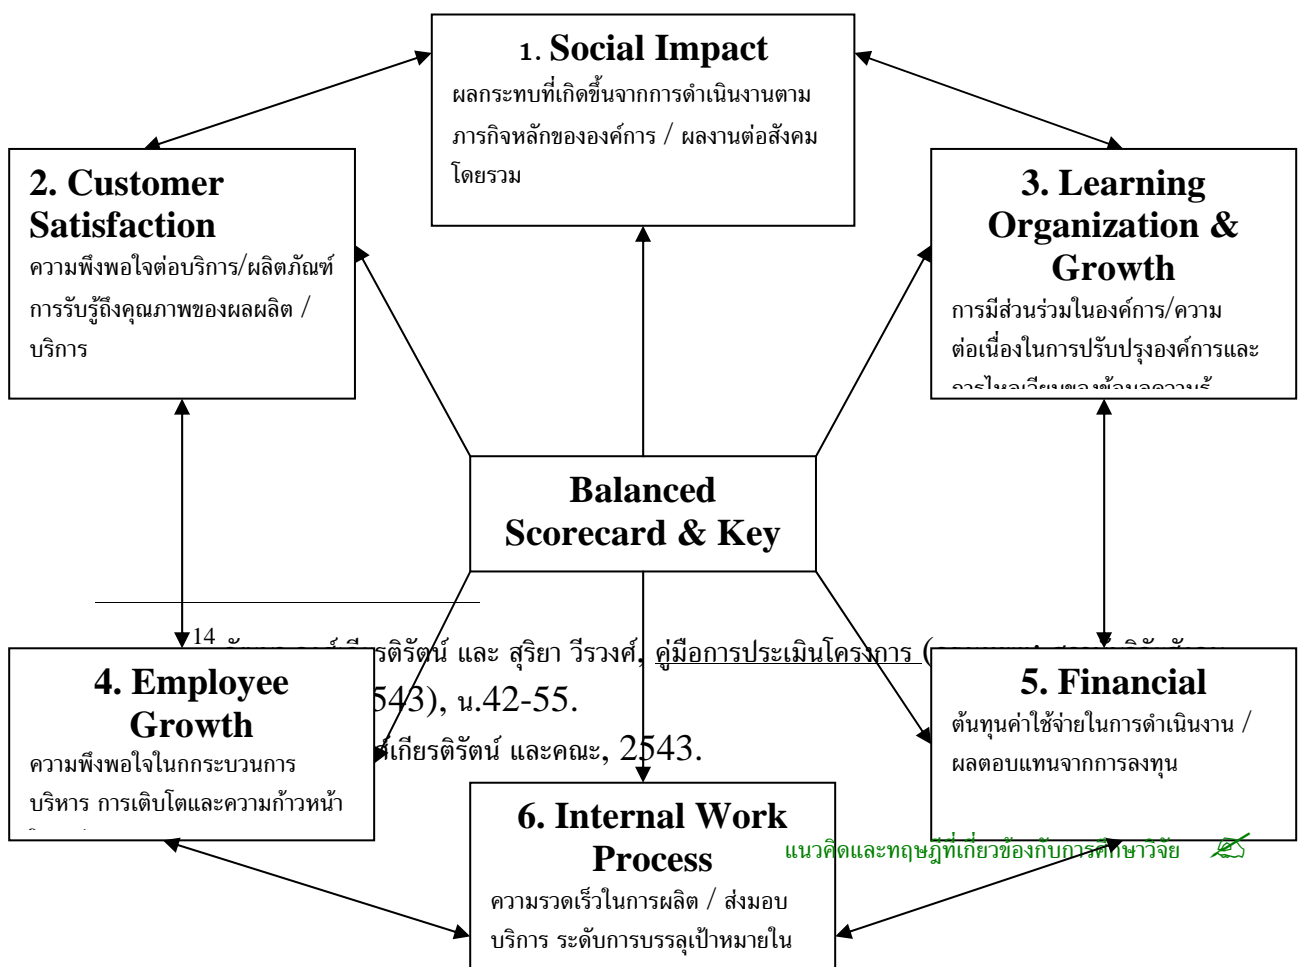 1. Social Impact
ผลกระทบที่เกิดขึ้นจากการดำเนินงานตาม
ภารกิจหลักขององค์การ / ผลงานต่อสังคม
โดยรวม
2. Customer
Satisfaction
ความพึงพอใจต่อบริการ/ผลิตภัณฑ์
การรับรู้ถึงคุณภาพของผลผลิต /
บริการ
3. Learning
Organization &
Growth
การมีส่วนร่วมในองค์การ/ความ
ต่อเนื่องในการปรับปรุงองค์การและ
Balanced
Scorecard & Key
14 และ สุริยา วีรวงศ์, คู่มือการประเมินโครงการ (
543), น.42-55.
และคณะ, 2543.
4. Employee
Growth
ความพึงพอใจในกกระบวนการ
บริหาร การเติบโตและความก้าวหน้า
5. Financial
ต้นทุนค่าใช้จ่ายในการดำเนินงาน /
ผลตอบแทนจากการลงทุน
6. Internal Work
Process
ความรวดเร็วในการผลิต / ส่งมอบ
บริการ ระดับการบรรลุเป้าหมายใน
แนวคิดและทฤษฎีที่เกี่ยวข้องกับการศึกษาวิจัย